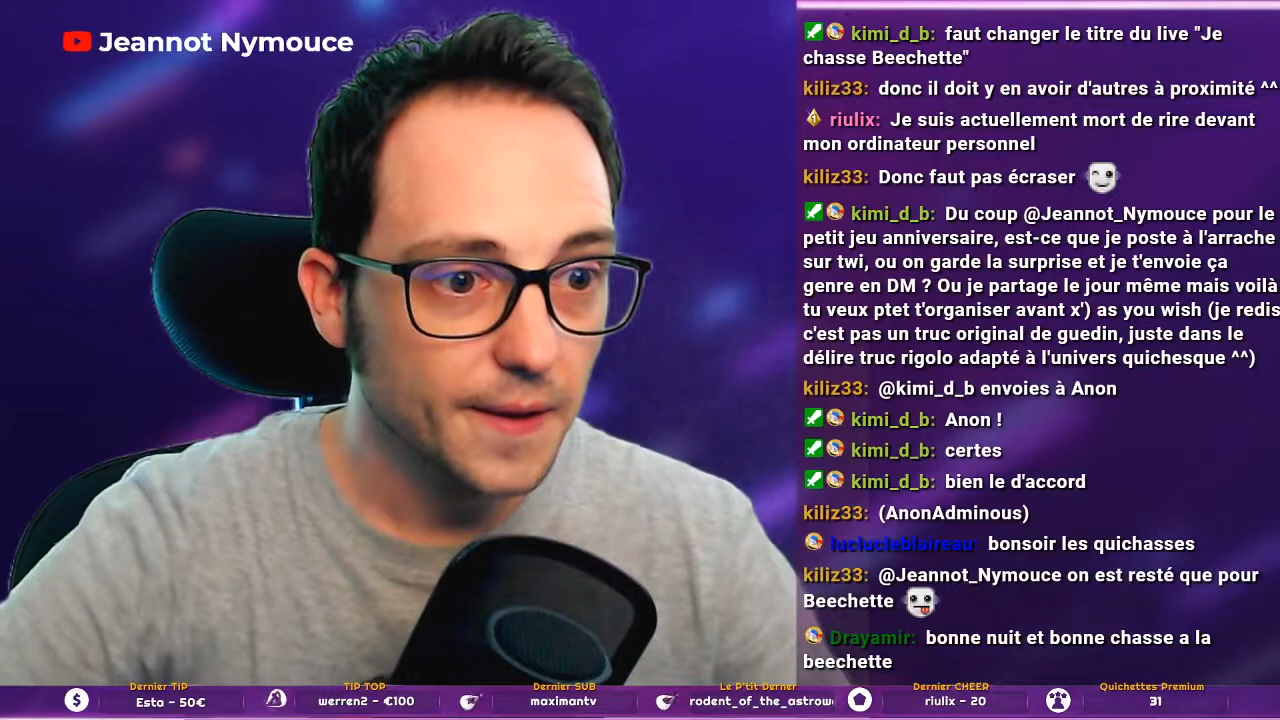 Jeannot Nymouce
kimi_d_b: faut changer le titre du live "Je
chasse Beechette"
kiliz33: donc il doit y en avoir d'autres à proximité ^^
riulix: Je suis actuellement mort de rire devant
mon ordinateur personnel
kiliz33: Donc faut pas écraser
kimi_d_b: Du coup @Jeannot_Nymouce pour le
petit jeu anniversaire, est-ce que je poste à l'arrache
sur twi, ou on garde la surprise et je t'envoie ça
genre en DM ? Ou je partage le jour même mais voilà
tu veux ptet t'organiser avant x') as you wish (je redis
c'est pas un truc original de guedin, juste dans le
délire truc rigolo adapté à l'univers quichesque ^^)
kiliz33: @kimi_d_b envoies à Anon
kimi_d_b: Anon !
kimi_d_b: certes
kimi_d_b: bien le d'accord
kiliz33: (AnonAdminous)
luclucleblaireau: bonsoir les quichasses
kiliz33: @Jeannot_Nymouce on est resté que pour
Beechette
Drayamir: bonne nuit et bonne chasse a la
beechette
Dernier TIP
Esta - 50€
TIP TOP
werren2 - €100
Dernier SUB
maximantv
Le P'tit Derner
rodent_of_the_astrow
Dernier CHEER
riulix - 20
Quichettes Premium
31